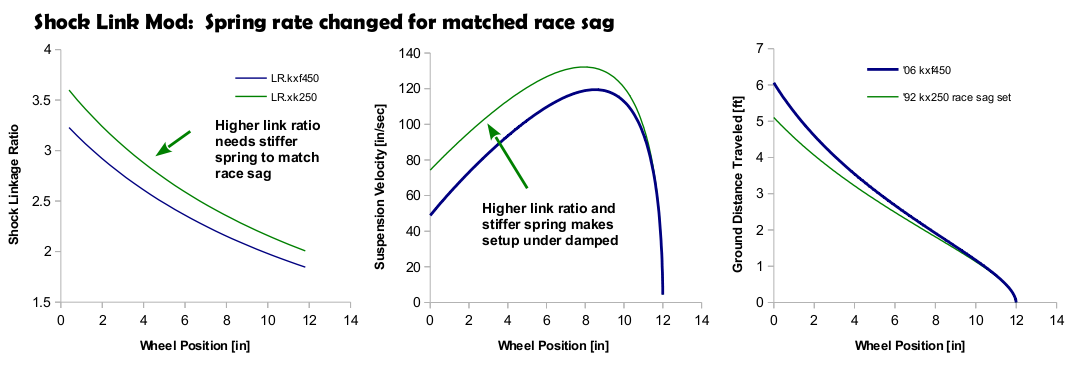 Shock Link Mod:  Spring rate changed for matched race sag
Shock Linkage Ratio
4
3.5
3
2.5
2
1.5
0 2 4 6 8 10 12 14
Wheel Position [in]
LR.kxf450
LR.xk250
Higher link ratio
needs stiffer
spring to match
race sag
Suspension Velocity [in/sec]
140
120
100
80
60
40
20
0
0 2 4 6 8 10 12 14
Wheel Position [in]
Higher link ratio and
stiffer spring makes
setup under damped
Ground Distance Traveled [ft]
7
6
5
4
3
2
1
0
0 2 4 6 8 10 12 14
Wheel Position [in]
'06 kxf450
'92 kx250 race sag set